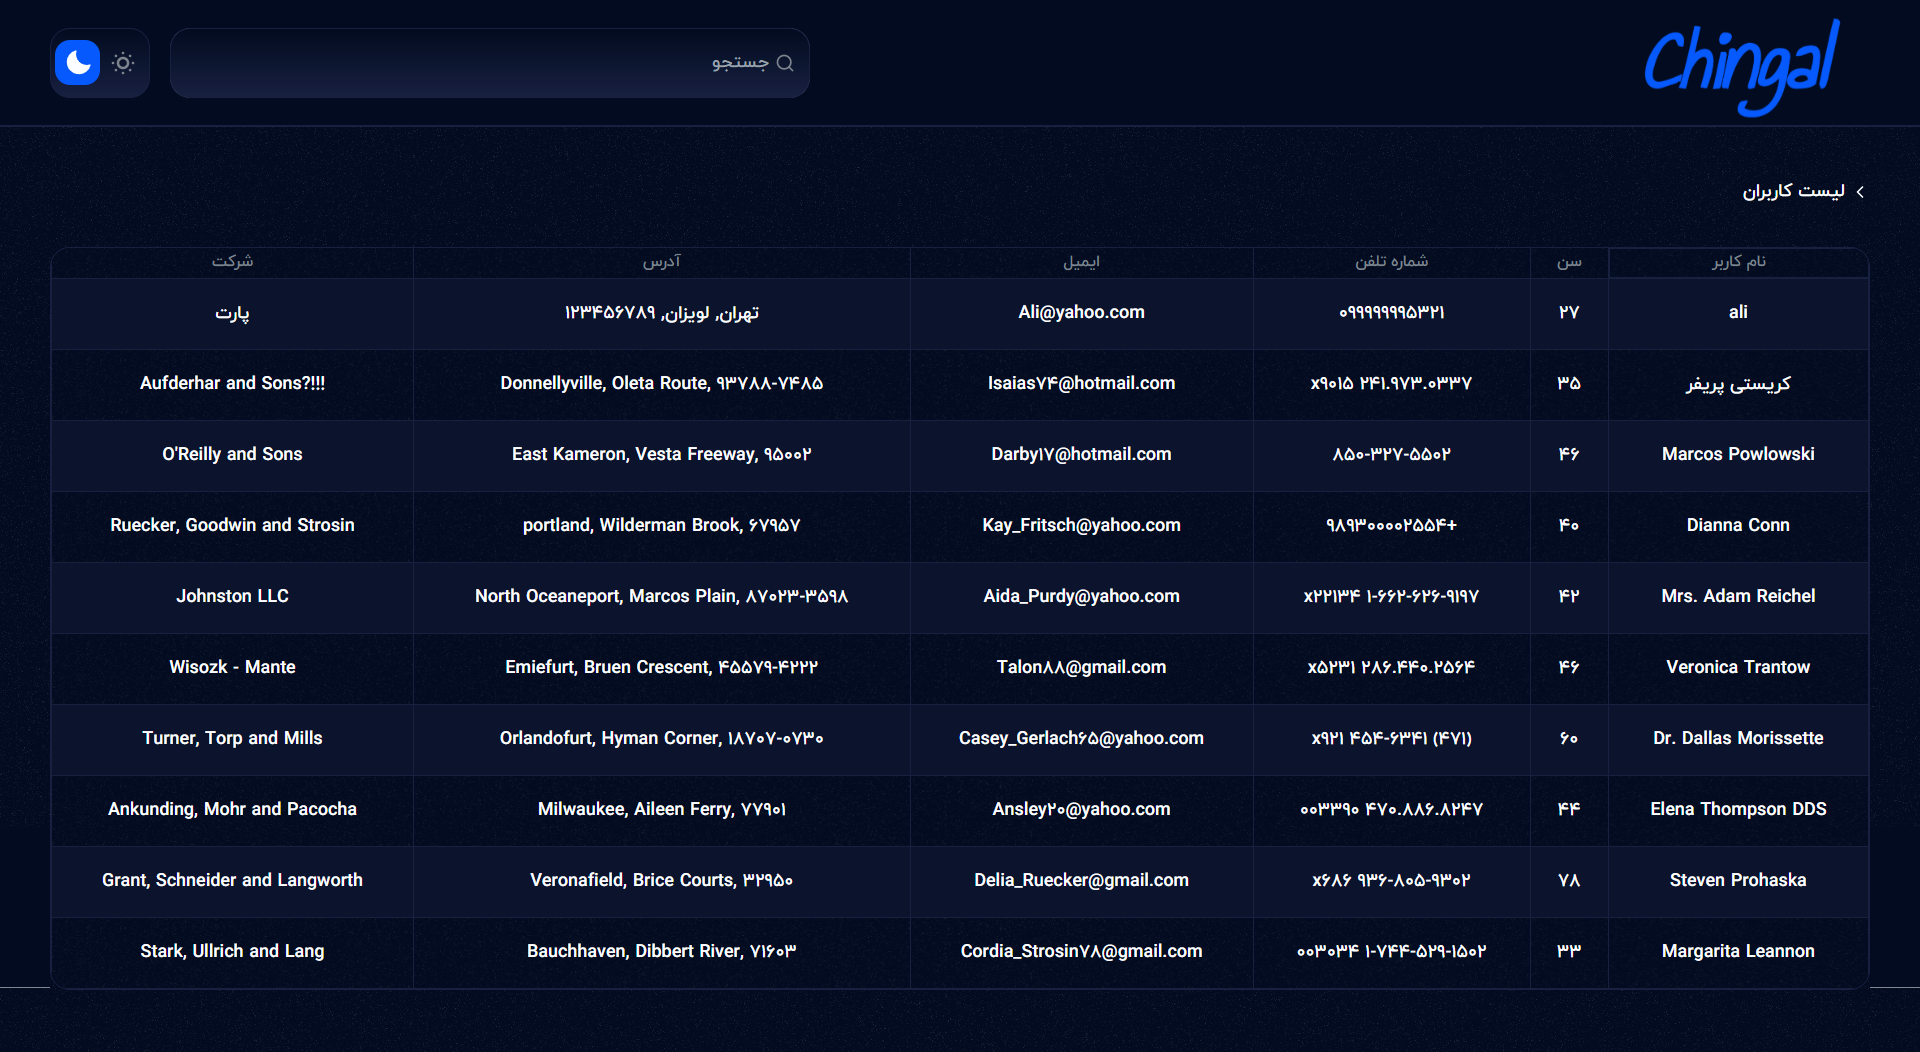 Chingal
جستجو
لیست کاربران
نام کاربر سن شماره تلفن ایمیل آدرس شرکت
ali ۲۷ ۰۹۹۹۹۹۹۹۵۳۲۱ Ali@yahoo.com تهران, لویزان, ۱۲۳۴۵۶۷۸۹ پارت
کریستی پریفر ۳۵ x۹۰۱۵ ۲۴۱.۹۷۳.۰۳۳۷ Isaias۷۴@hotmail.com Donnellyville, Oleta Route, ۹۳۷۸۸-۷۴۸۵ Aufderhar and Sons?!!!
Marcos Powlowski ۴۶ ۸۵۰-۳۲۷-۵۵۰۲ Darby۱۷@hotmail.com East Kameron, Vesta Freeway, ۹۵۰۰۲ O'Reilly and Sons
Dianna Conn ۴۰ ۹۸۹۳۰۰۰۰۲۵۵۴+ Kay_Fritsch@yahoo.com portland, Wilderman Brook, ۶۷۹۵۷ Ruecker, Goodwin and Strosin
Mrs. Adam Reichel ۴۲ x۲۲۱۳۴ ۱-۶۶۲-۶۲۶-۹۱۹۷ Aida_Purdy@yahoo.com North Oceaneport, Marcos Plain, ۸۷۰۲۳-۳۵۹۸ Johnston LLC
Veronica Trantow ۴۶ x۵۲۳۱ ۲۸۶.۴۴۰.۲۵۶۴ Talon۸۸@gmail.com Emiefurt, Bruen Crescent, ۴۵۵۷۹-۴۲۲۲ Wisozk - Mante
Dr. Dallas Morissette ۶۰ x۹۲۱ ۴۵۴-۶۳۴۱ (۴۷۱) Casey_Gerlach۶۵@yahoo.com Orlandofurt, Hyman Corner, ۱۸۷۰۷-۰۷۳۰ Turner, Torp and Mills
Elena Thompson DDS ۴۴ ۰۰۳۳۹۰ ۴۷۰.۸۸۶.۸۲۴۷ Ansley۲۰@yahoo.com Milwaukee, Aileen Ferry, ۷۷۹۰۱ Ankunding, Mohr and Pacocha
Steven Prohaska ۷۸ x۶۸۶ ۹۳۶-۸۰۵-۹۳۰۲ Delia_Ruecker@gmail.com Veronafield, Brice Courts, ۳۲۹۵۰ Grant, Schneider and Langworth
Margarita Leannon ۳۳ ۰۰۳۰۳۴ ۱-۷۴۴-۵۲۹-۱۵۰۲ Cordia_Strosin۷۸@gmail.com Bauchhaven, Dibbert River, ۷۱۶۰۳ Stark, Ullrich and Lang